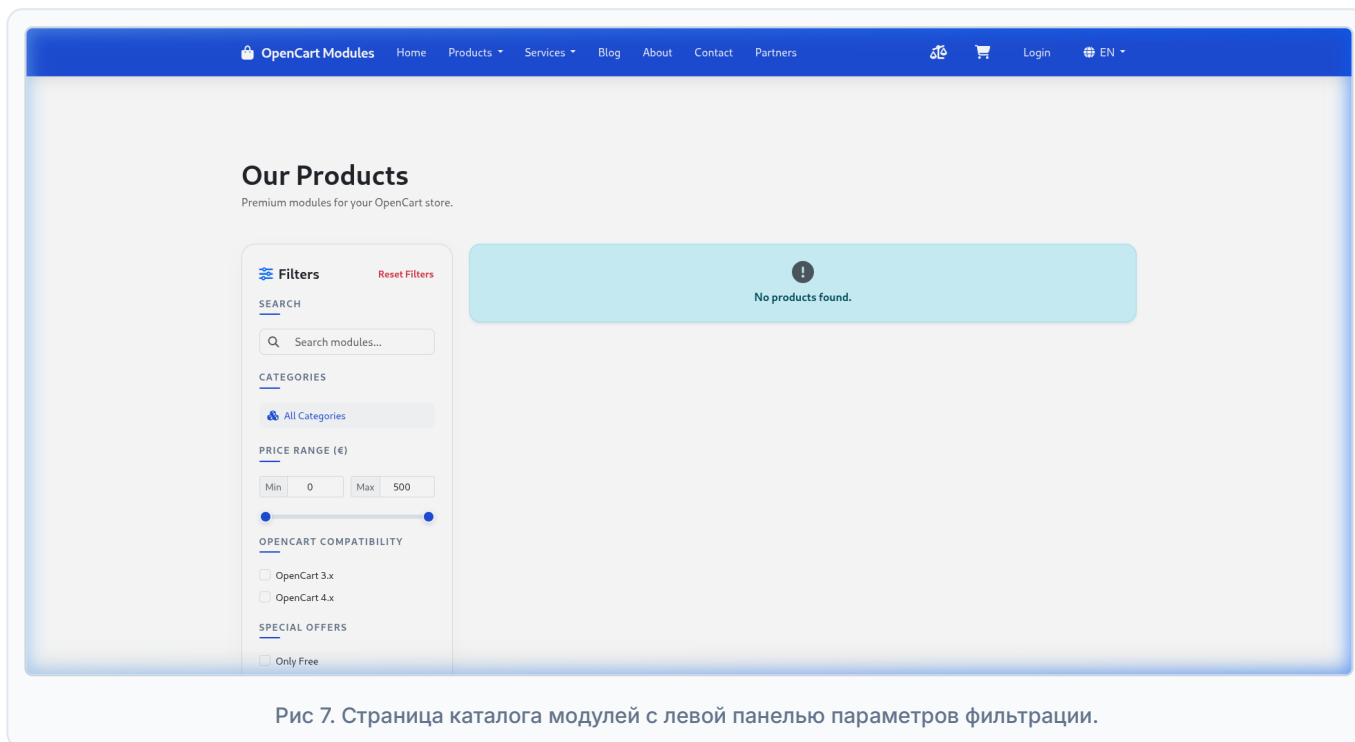 OpenCart Modules Home Products Services Blog About Contact Partners Login EN
Our Products
Premium modules for your OpenCart store.
Filters Reset Filters
SEARCH
Search modules...
CATEGORIES
All Categories
PRICE RANGE (€)
Min 0 Max 500
OPENCART COMPATIBILITY
OpenCart 3.x
OpenCart 4.x
SPECIAL OFFERS
Only Free
No products found.
Рис 7. Страница каталога модулей с левой панелью параметров фильтрации.